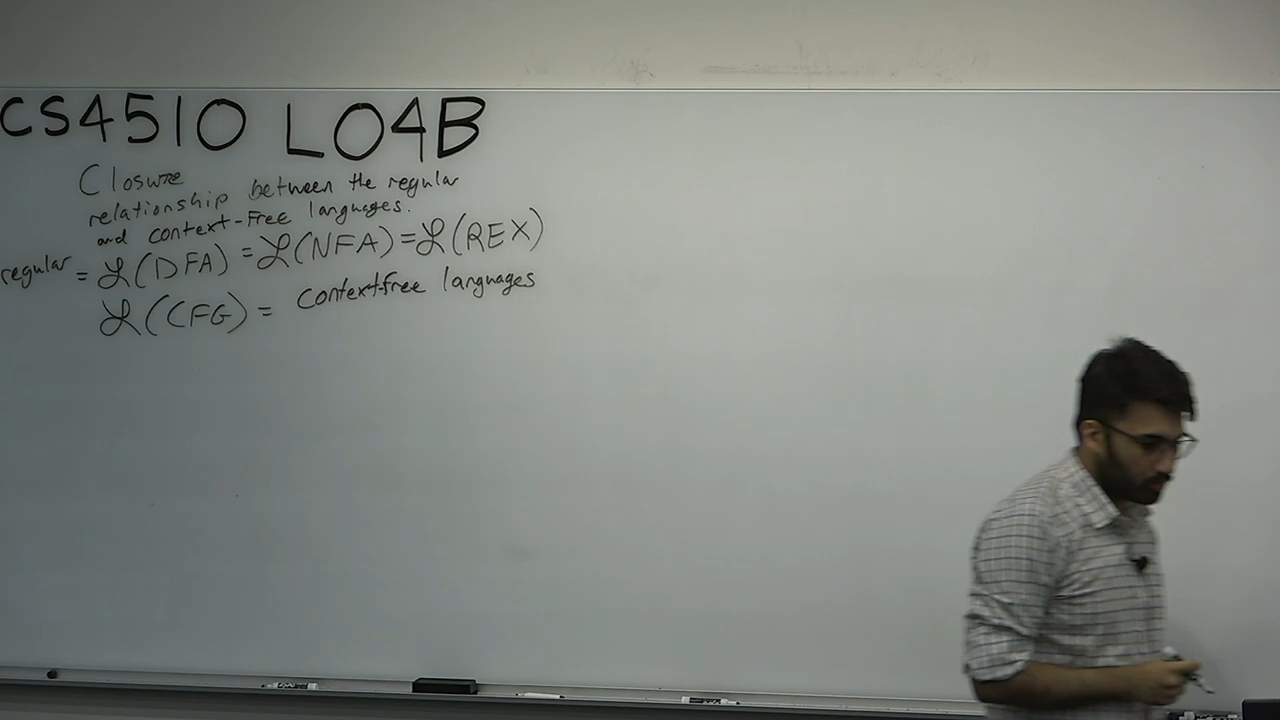 CS4510 L04B
Closure
relationship between the regular
and context-Free languages.
regular = ℒ(DFA) = ℒ(NFA) = ℒ(REX)
ℒ(CFG) = Context-free languages